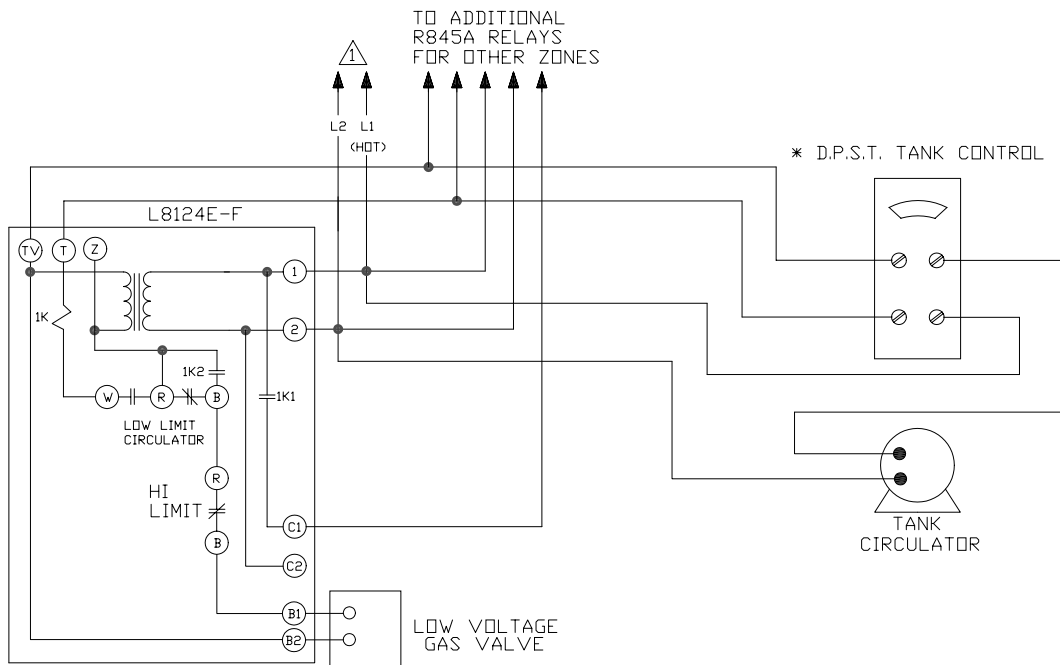 TO ADDITIONAL
R845A RELAYS
FOR OTHER ZONES
1
L2 L1
(HOT)
* D.P.S.T. TANK CONTROL
L8124E-F
TV T Z
1
1K
2
1K2
1K1
W R B
LOW LIMIT
CIRCULATOR
R
HI
LIMIT
B
C1
C2
TANK
CIRCULATOR
B1
B2
LOW VOLTAGE
GAS VALVE